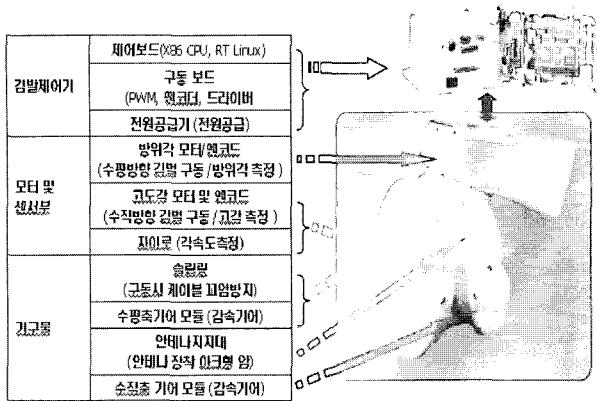 김발제어기
제어보드(X86 CPU, RT Linux)
구동 보드
(PWM, 엔코더, 드라이버
전원공급기 (전원공급)
모터 및
센서부
방위각 모터/엔코드
(수평방향 김벌 구동 /방위각 측정 )
고도각 모터 및 엔코드
(수직방향 김벌 구동 / 고각 측정 )
자이로 (각속도측정)
기구물
슬립링
(구동시 케이블 꼬임방지)
수평축기어 모듈 (감속기어)
안테나지지대
(안테나 장착 아크형 암)
수직축 기어 모듈 (감속기어)